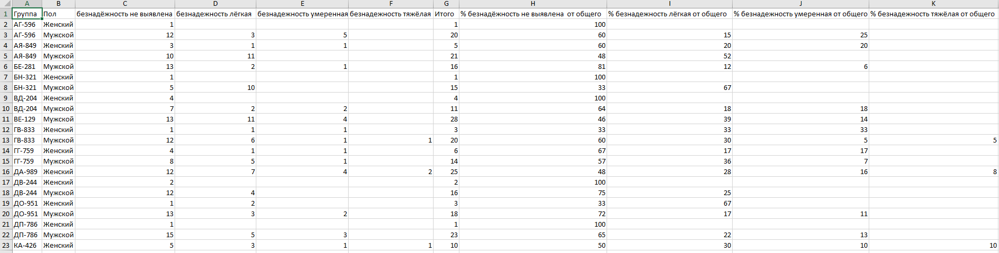 A B C D E F G H I J K
1 Группа Пол безнадёжность не выявлена безнадежность лёгкая безнадежность умеренная безнадежность тяжёлая Итого % безнадёжность не выявлена от общего % безнадежность лёгкая от общего % безнадежность умеренная от общего % безнадежность тяжёлая от общего
2 АГ-596 Женский 1 1 100
3 АГ-596 Мужской 12 3 5 20 60 15 25
4 АЯ-849 Женский 3 1 1 5 60 20 20
5 АЯ-849 Мужской 10 11 21 48 52
6 БЕ-281 Мужской 13 2 1 16 81 12 6
7 БН-321 Женский 1 1 100
8 БН-321 Мужской 5 10 15 33 67
9 ВД-204 Женский 4 4 100
10 ВД-204 Мужской 7 2 2 11 64 18 18
11 ВЕ-129 Мужской 13 11 4 28 46 39 14
12 ГВ-833 Женский 1 1 1 3 33 33 33
13 ГВ-833 Мужской 12 6 1 1 20 60 30 5 5
14 ГГ-759 Женский 4 1 1 6 67 17 17
15 ГГ-759 Мужской 8 5 1 14 57 36 7
16 ДА-989 Женский 12 7 4 2 25 48 28 16 8
17 ДВ-244 Женский 2 2 100
18 ДВ-244 Мужской 12 4 16 75 25
19 ДО-951 Женский 1 2 3 33 67
20 ДО-951 Мужской 13 3 2 18 72 17 11
21 ДП-786 Женский 1 1 100
22 ДП-786 Мужской 15 5 3 23 65 22 13
23 КА-426 Женский 5 3 1 1 10 50 30 10 10